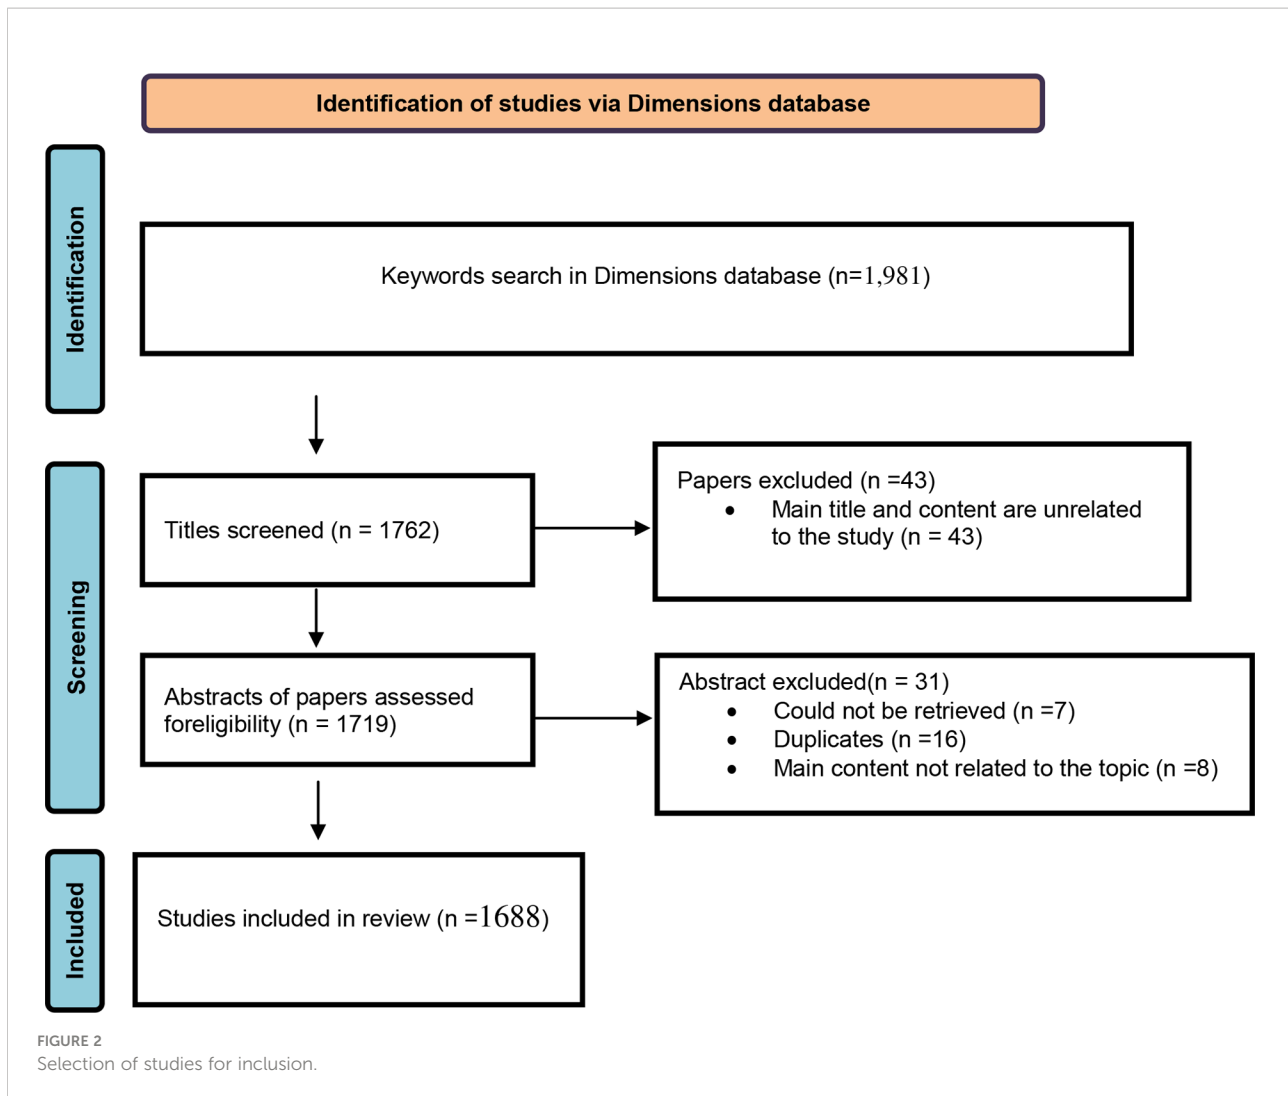 Identification of studies via Dimensions database
Identification
Keywords search in Dimensions database (n=1,981)
Screening
Titles screened (n = 1762)
Papers excluded (n =43)
• Main title and content are unrelated
to the study (n = 43)
Abstracts of papers assessed
foreligibility (n = 1719)
Abstract excluded(n = 31)
• Could not be retrieved (n =7)
• Duplicates (n =16)
• Main content not related to the topic (n =8)
Included
Studies included in review (n =1688)
FIGURE 2
Selection of studies for inclusion.